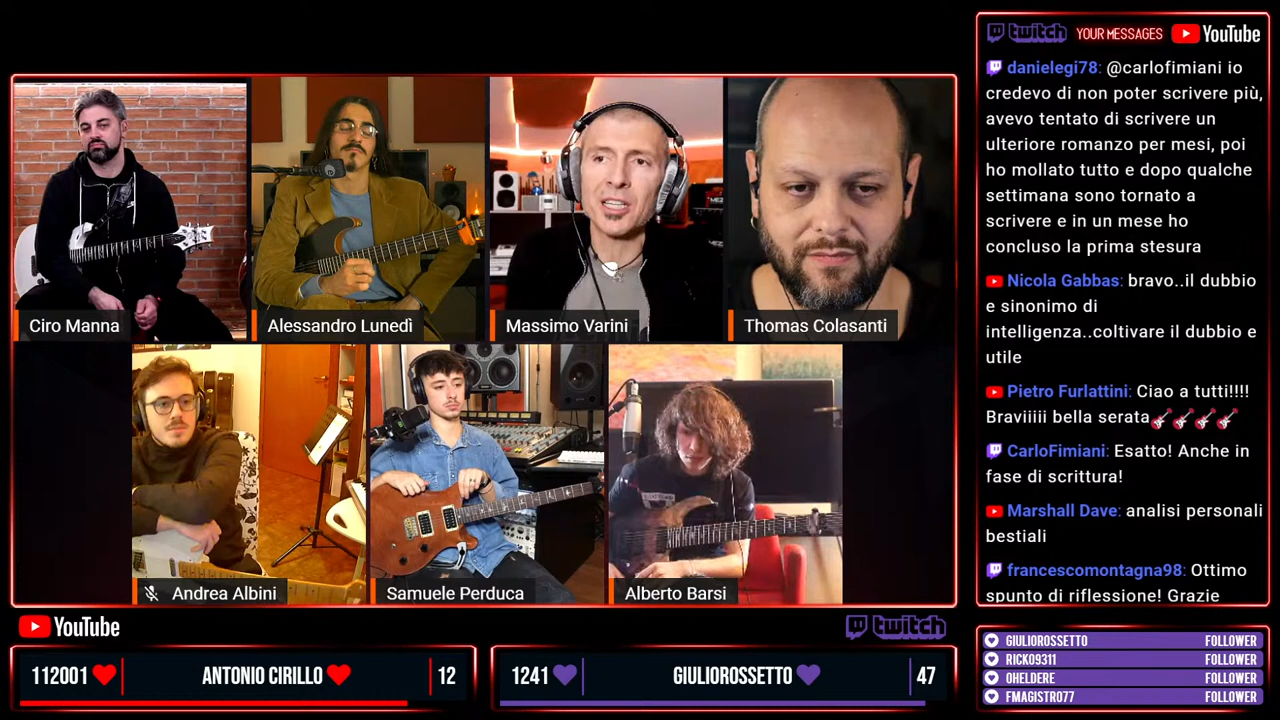 twitch YOUR MESSAGES YouTube
danielegi78: @carlofimiani io
credevo di non poter scrivere più,
avevo tentato di scrivere un
ulteriore romanzo per mesi, poi
ho mollato tutto e dopo qualche
settimana sono tornato a
scrivere e in un mese ho
concluso la prima stesura
Nicola Gabbas: bravo..il dubbio
e sinonimo di
intelligenza..coltivare il dubbio e
utile
Pietro Furlattini: Ciao a tutti!!!!
Braviiiii bella serata
CarloFimiani: Esatto! Anche in
fase di scrittura!
Marshall Dave: analisi personali
bestiali
francescomontagna98: Ottimo
spunto di riflessione! Grazie
Ciro Manna
Alessandro Lunedì
Massimo Varini
Thomas Colasanti
Andrea Albini
Samuele Perduca
Alberto Barsi
YouTube
twitch
112001 ANTONIO CIRILLO 12
1241 GIULIOROSSETTO 47
GIULIOROSSETTO FOLLOWER
RICKO9311 FOLLOWER
OHELDERE FOLLOWER
FMAGISTRO77 FOLLOWER